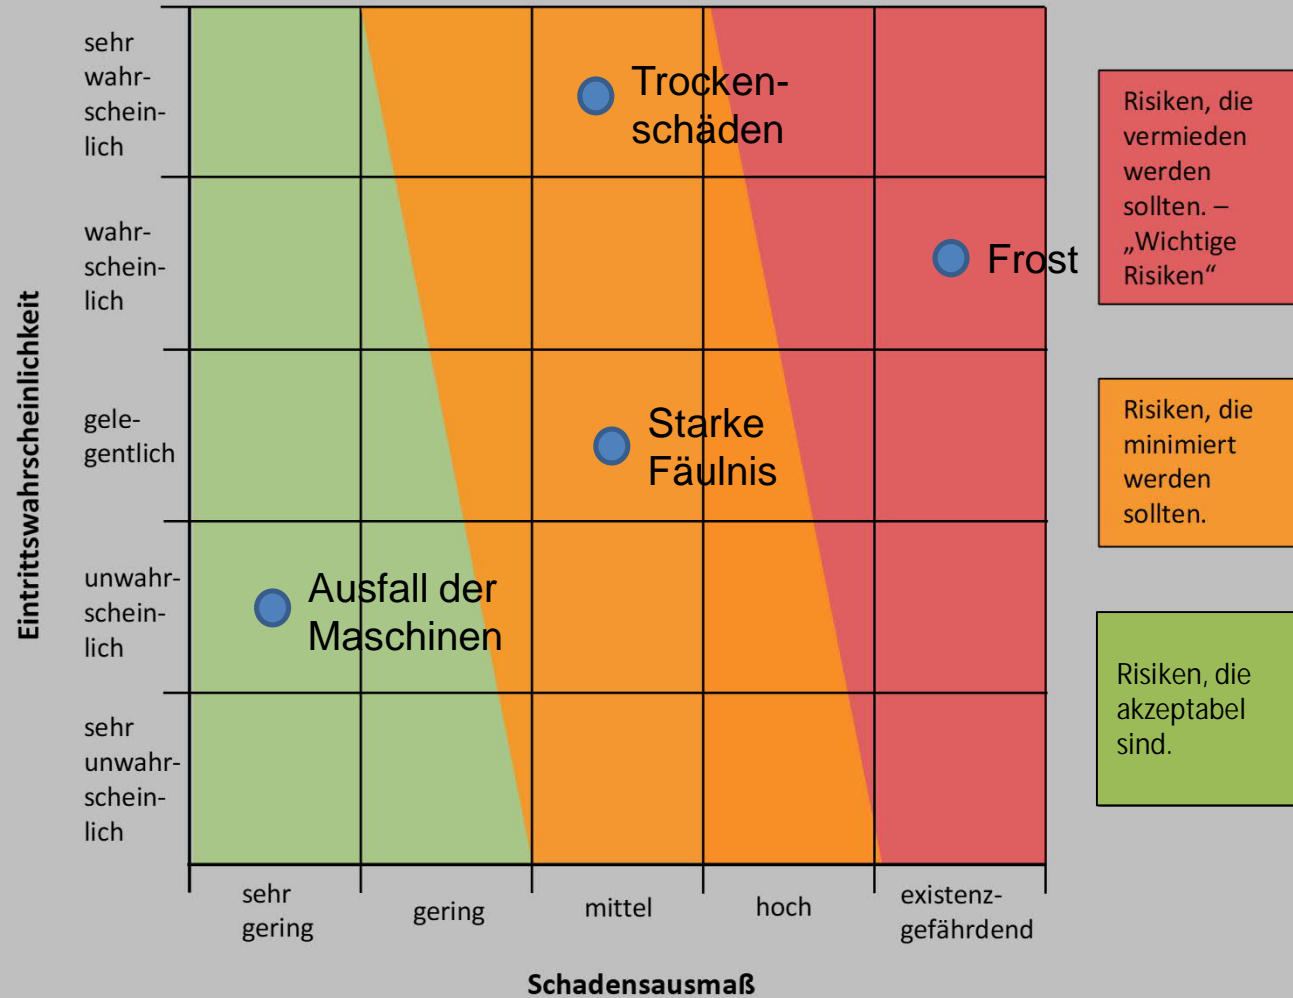 Eintrittswahrscheinlichkeit
sehr
wahr-
schein-
lich
wahr-
schein-
lich
gele-
gentlich
unwahr-
schein-
lich
sehr
unwahr-
schein-
lich
Trocken-
schäden
Frost
Starke
Fäulnis
Ausfall der
Maschinen
sehr
gering
gering
mittel
hoch
existenz-
gefährdend
Schadensausmaß
Risiken, die
vermieden
werden
sollten. –
„Wichtige
Risiken“
Risiken, die
minimiert
werden
sollten.
Risiken, die
akzeptabel
sind.